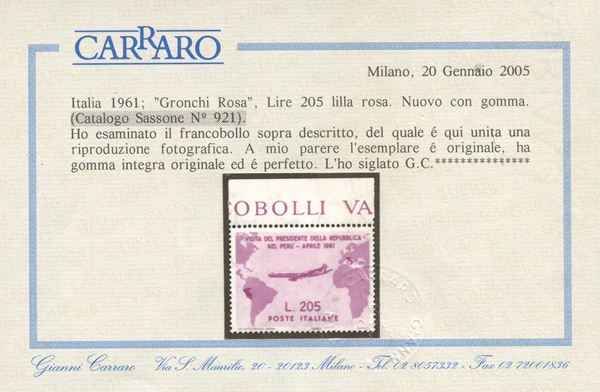 CARRARO
Milano, 20 Gennaio 2005
Italia 1961; "Gronchi Rosa", Lire 205 lilla rosa. Nuovo con gomma.
(Catalogo Sassone Nº 921).
Ho esaminato il francobollo sopra descritto, del quale é qui unita una
riproduzione fotografica. A mio parere l'esemplare é originale, ha
gomma integra originale ed é perfetto. L'ho siglato G.C.***************
OBOLLI VA
VISITA DEL PRESIDENTE DELLA REPUBBLICA
NEL PERU' - APRILE 1961
L. 205
POSTE ITALIANE
Gianni Carraro Via S. Maurilio, 20 - 20123 Milano - Tel. 02 8057332 - Fax 02 72001836